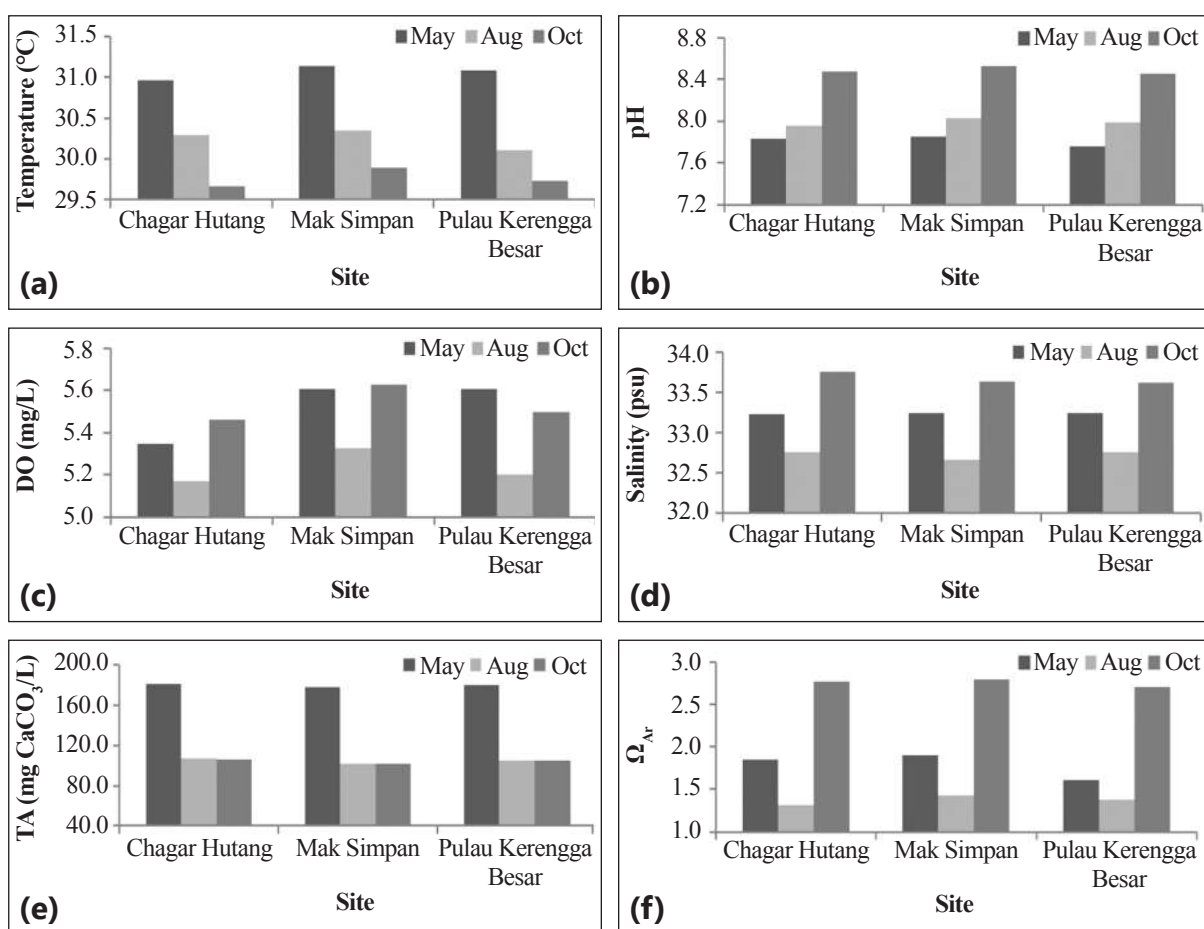 Temperature (°C)
31.5
31.0
30.5
30.0
29.5
May Aug Oct
Chagar Hutang Mak Simpan Pulau Kerengga
Besar
Site
(a)
pH
8.8
8.4
8.0
7.6
7.2
May Aug Oct
Chagar Hutang Mak Simpan Pulau Kerengga
Besar
Site
(b)
DO (mg/L)
5.8
5.6
5.4
5.2
5.0
May Aug Oct
Chagar Hutang Mak Simpan Pulau Kerengga
Besar
Site
(c)
Salinity (psu)
34.0
33.5
33.0
32.5
32.0
May Aug Oct
Chagar Hutang Mak Simpan Pulau Kerengga
Besar
Site
(d)
TA (mg CaCO₃/L)
200.0
160.0
120.0
80.0
40.0
May Aug Oct
Chagar Hutang Mak Simpan Pulau Kerengga
Besar
Site
(e)
Ω_Ar
3.0
2.5
2.0
1.5
1.0
May Aug Oct
Chagar Hutang Mak Simpan Pulau Kerengga
Besar
Site
(f)